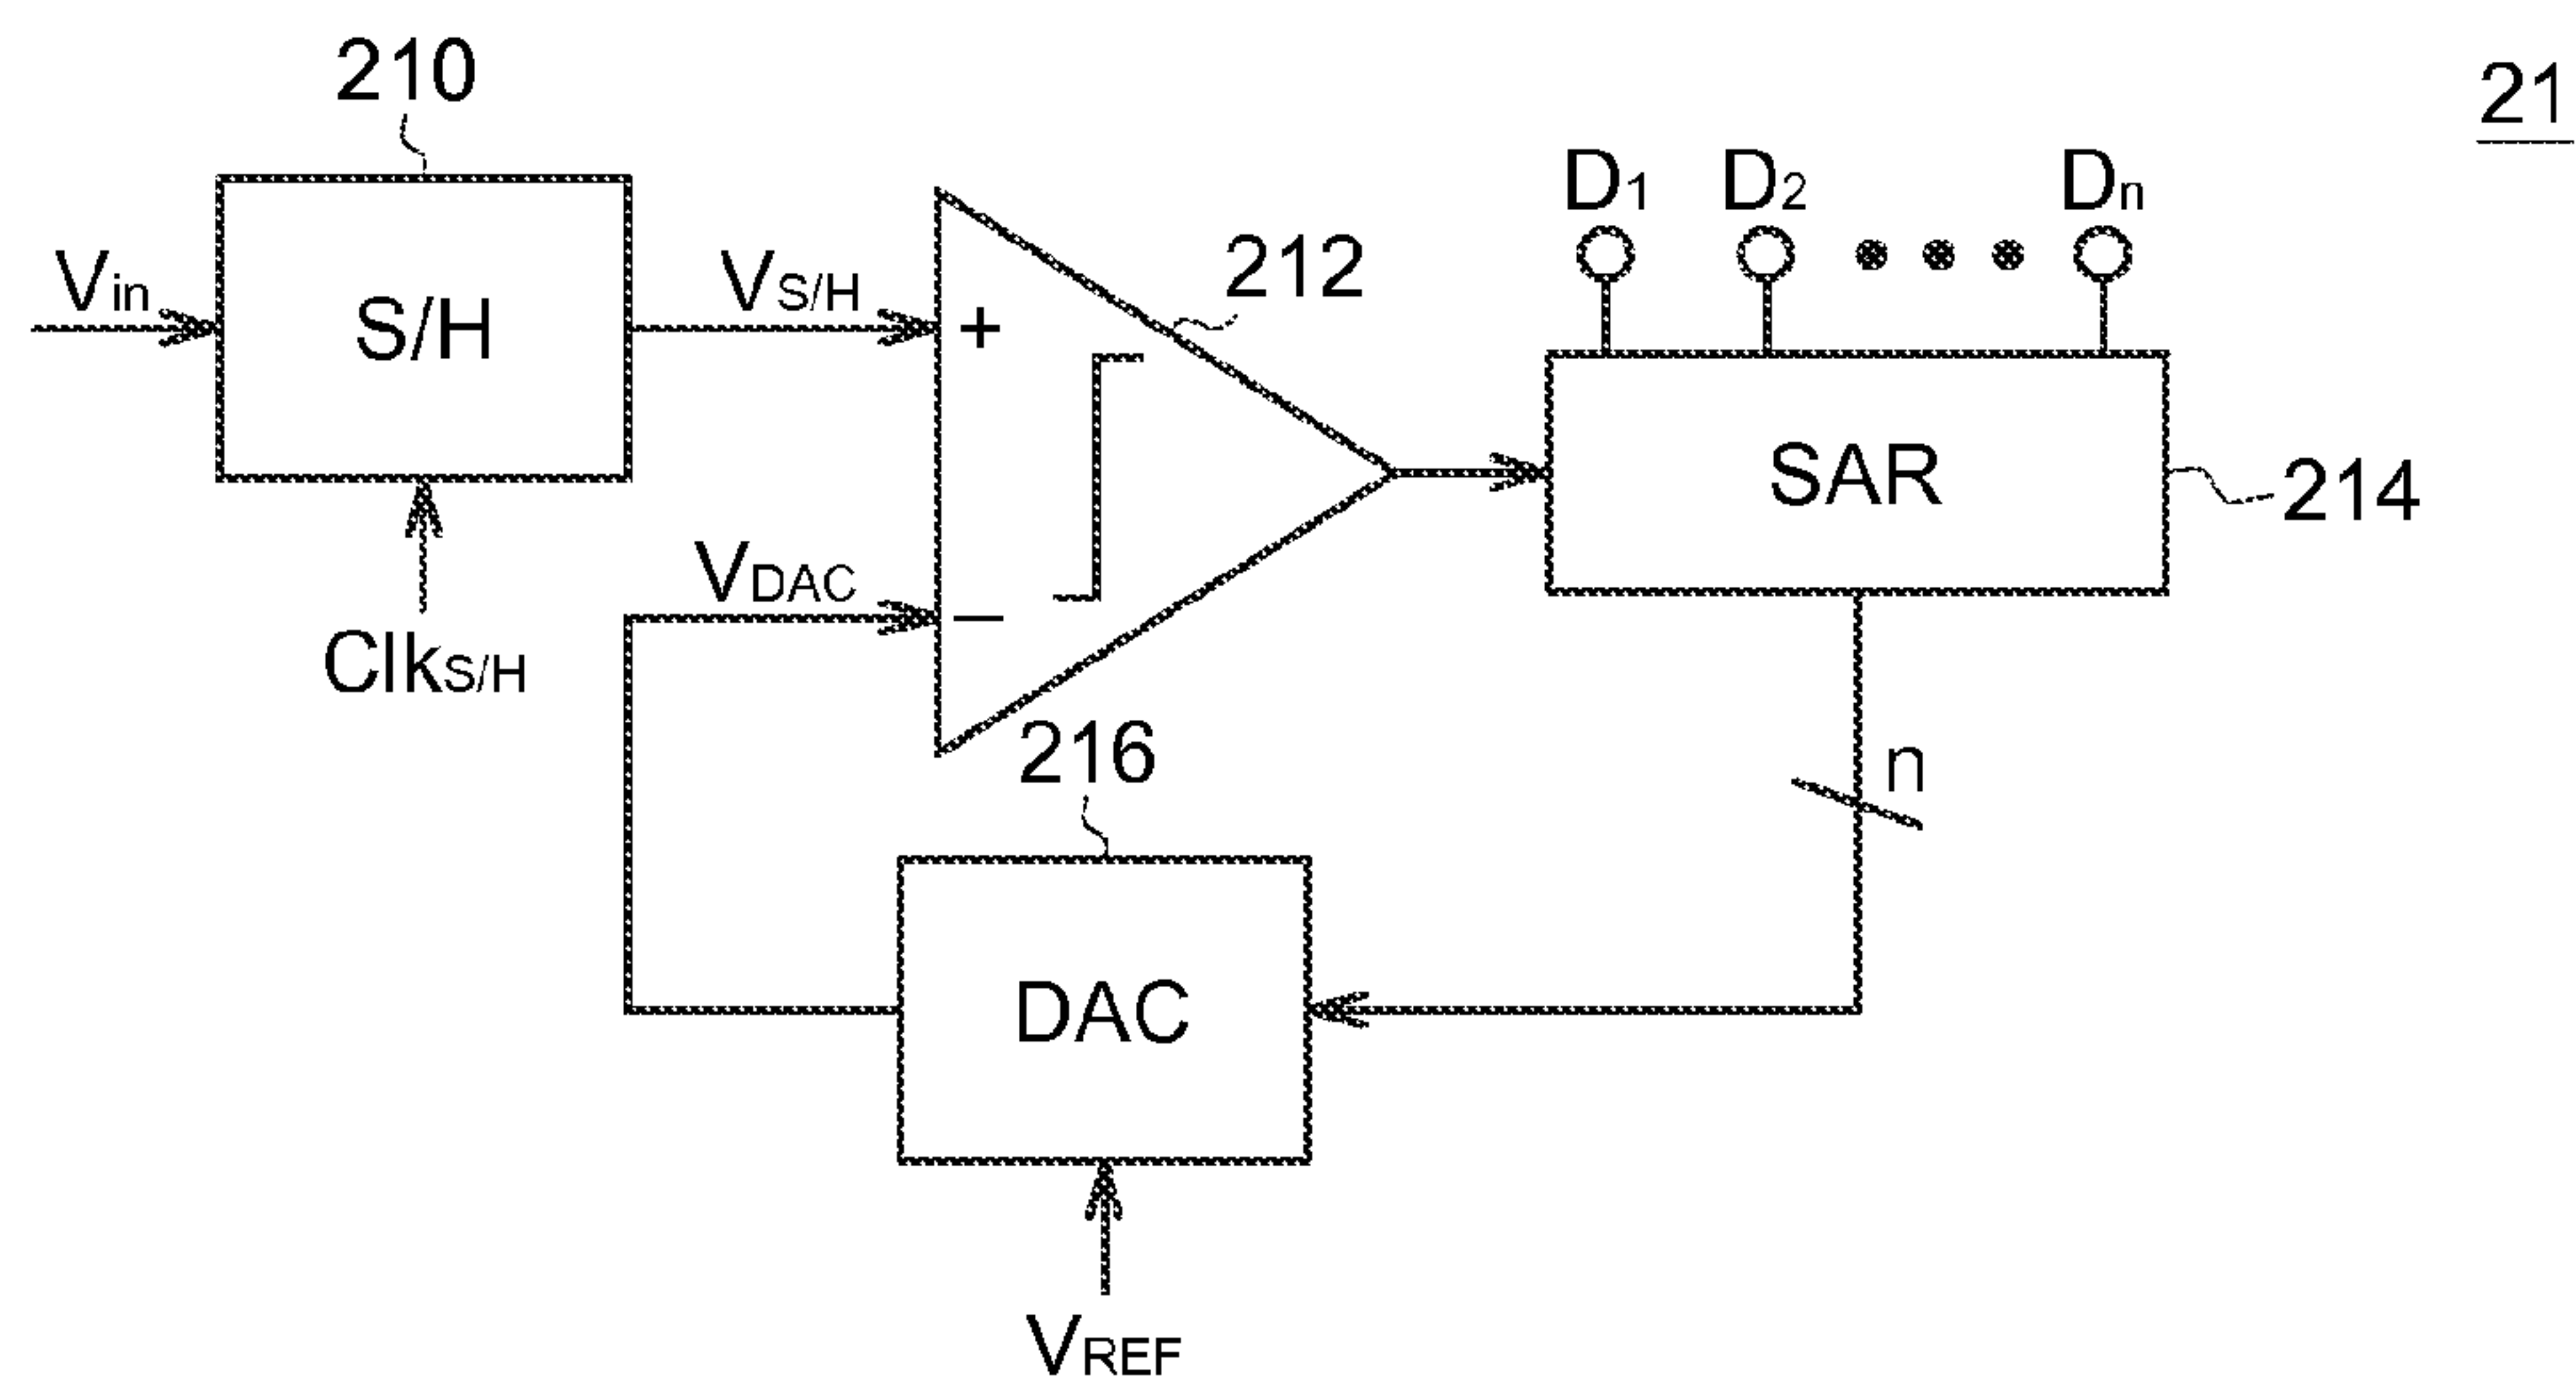 210
21
D1 D2 Dn
Vin
S/H
VS/H
+
212
SAR
214
VDAC
−
ClkS/H
216
n
DAC
VREF